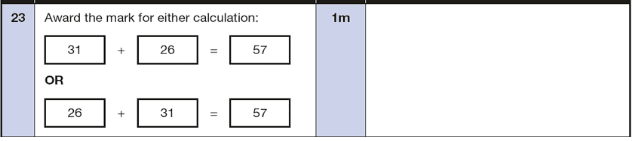 23 Award the mark for either calculation: 1m
31 + 26 = 57
OR
26 + 31 = 57